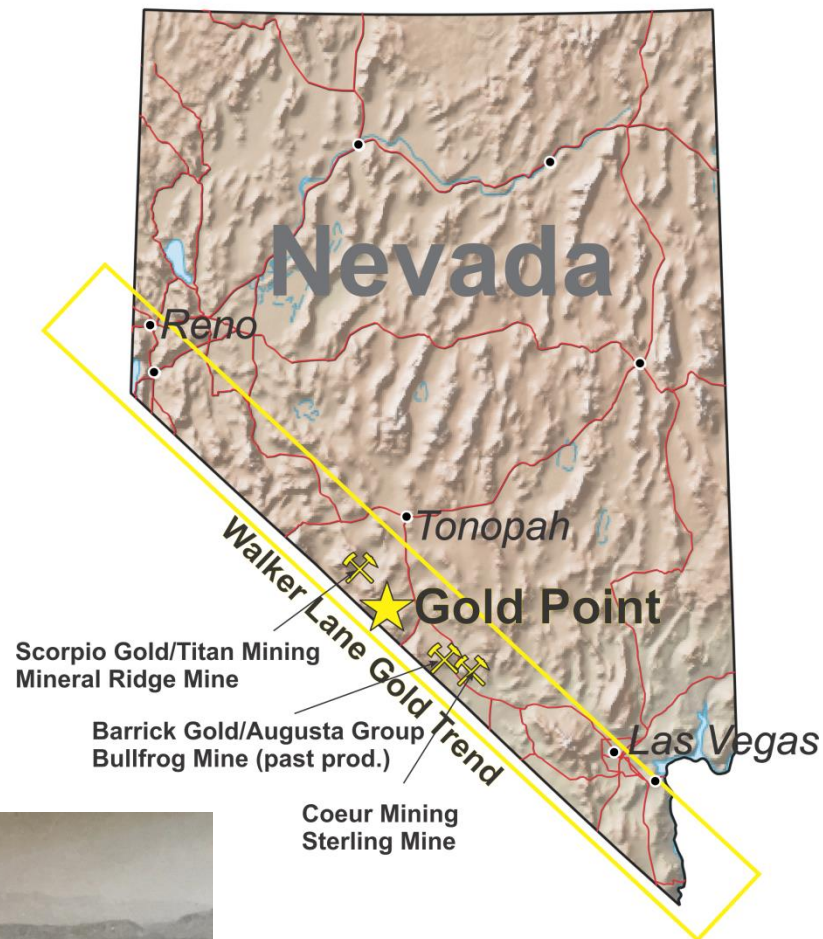 Nevada
Reno
Tonopah
Walker Lane Gold Trend
Gold Point
Scorpio Gold/Titan Mining
Mineral Ridge Mine
Barrick Gold/Augusta Group
Bullfrog Mine (past prod.)
Las Vegas
Coeur Mining
Sterling Mine